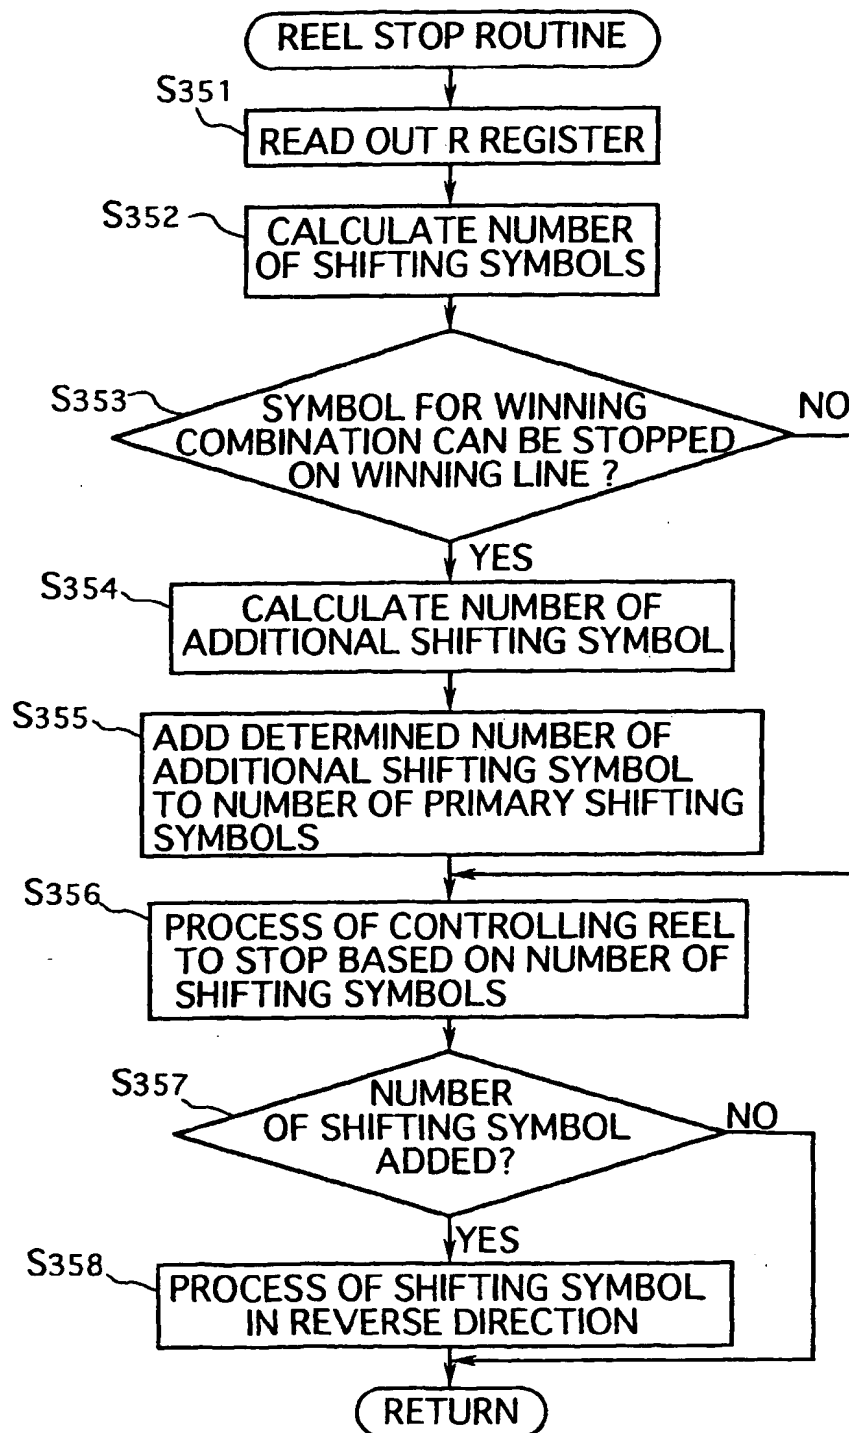 REEL STOP ROUTINE
S351
READ OUT R REGISTER
S352
CALCULATE NUMBER
OF SHIFTING SYMBOLS
S353
SYMBOL FOR WINNING
COMBINATION CAN BE STOPPED
ON WINNING LINE ?
NO
YES
S354
CALCULATE NUMBER OF
ADDITIONAL SHIFTING SYMBOL
S355
ADD DETERMINED NUMBER OF
ADDITIONAL SHIFTING SYMBOL
TO NUMBER OF PRIMARY SHIFTING
SYMBOLS
S356
PROCESS OF CONTROLLING REEL
TO STOP BASED ON NUMBER OF
SHIFTING SYMBOLS
S357
NUMBER
OF SHIFTING SYMBOL
ADDED?
NO
YES
S358
PROCESS OF SHIFTING SYMBOL
IN REVERSE DIRECTION
RETURN